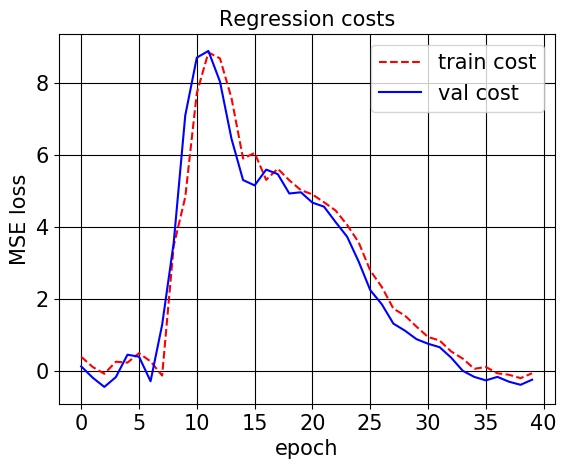 Regression costs
train cost
val cost
MSE loss
8
6
4
2
0
0 5 10 15 20 25 30 35 40
epoch